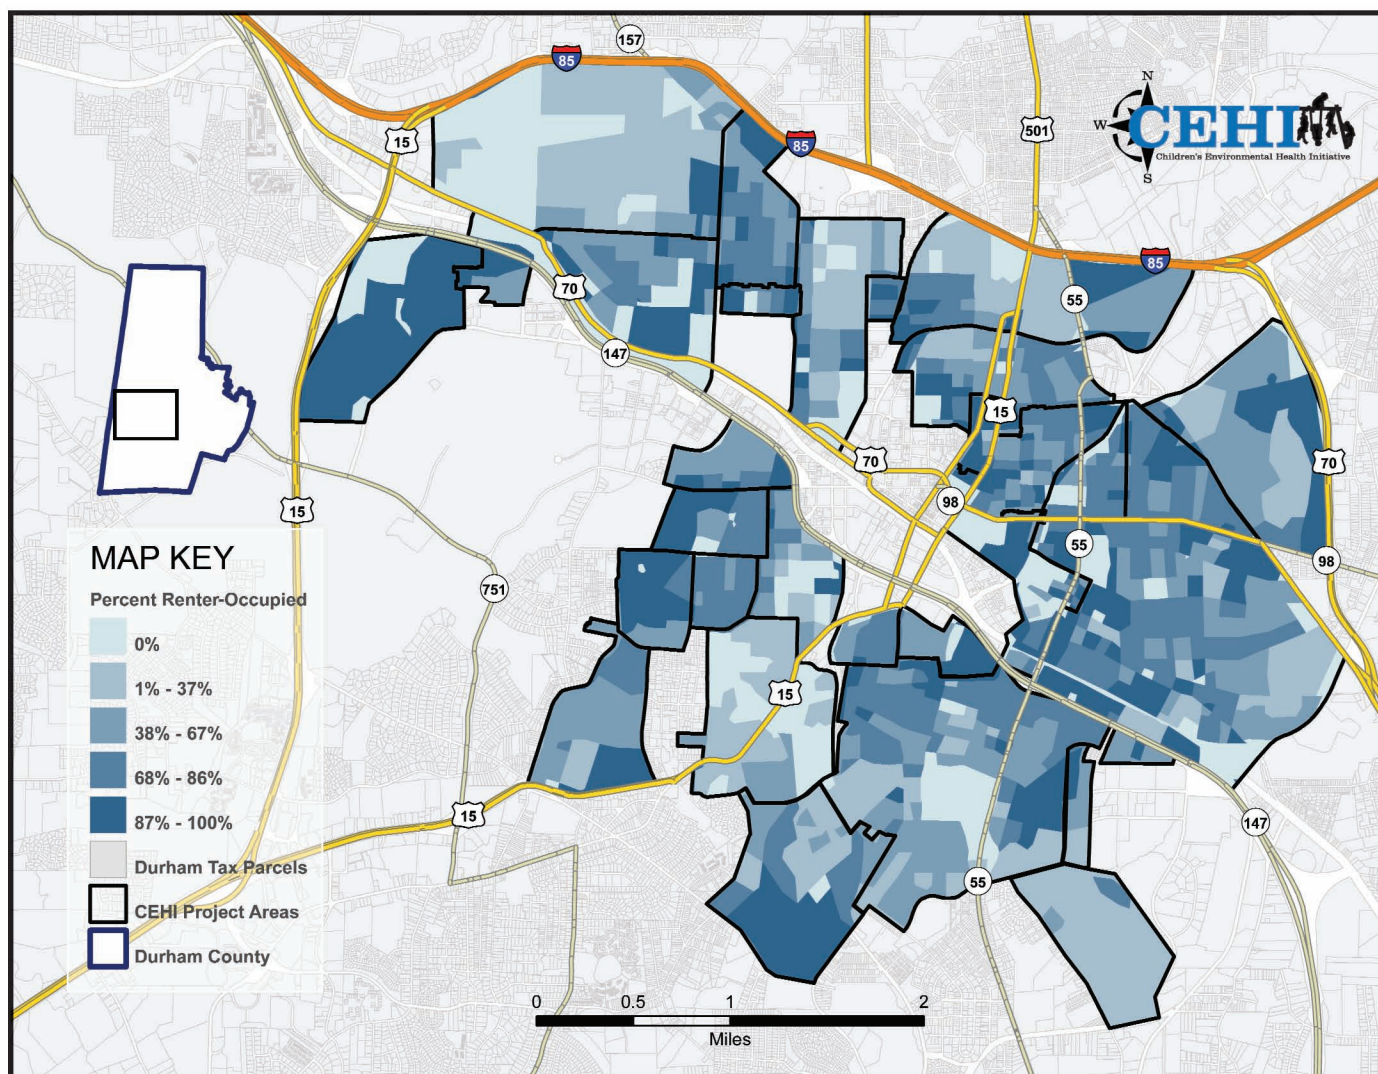 157
85
15
85
501
N
W
CEHI
Children's Environmental Health Initiative
S
85
55
70
147
15
70
70
98
15
55
98
751
MAP KEY
Percent Renter-Occupied
0%
1% - 37%
38% - 67%
68% - 86%
87% - 100%
Durham Tax Parcels
CEHI Project Areas
Durham County
15
15
147
55
0 0.5 1 2
Miles